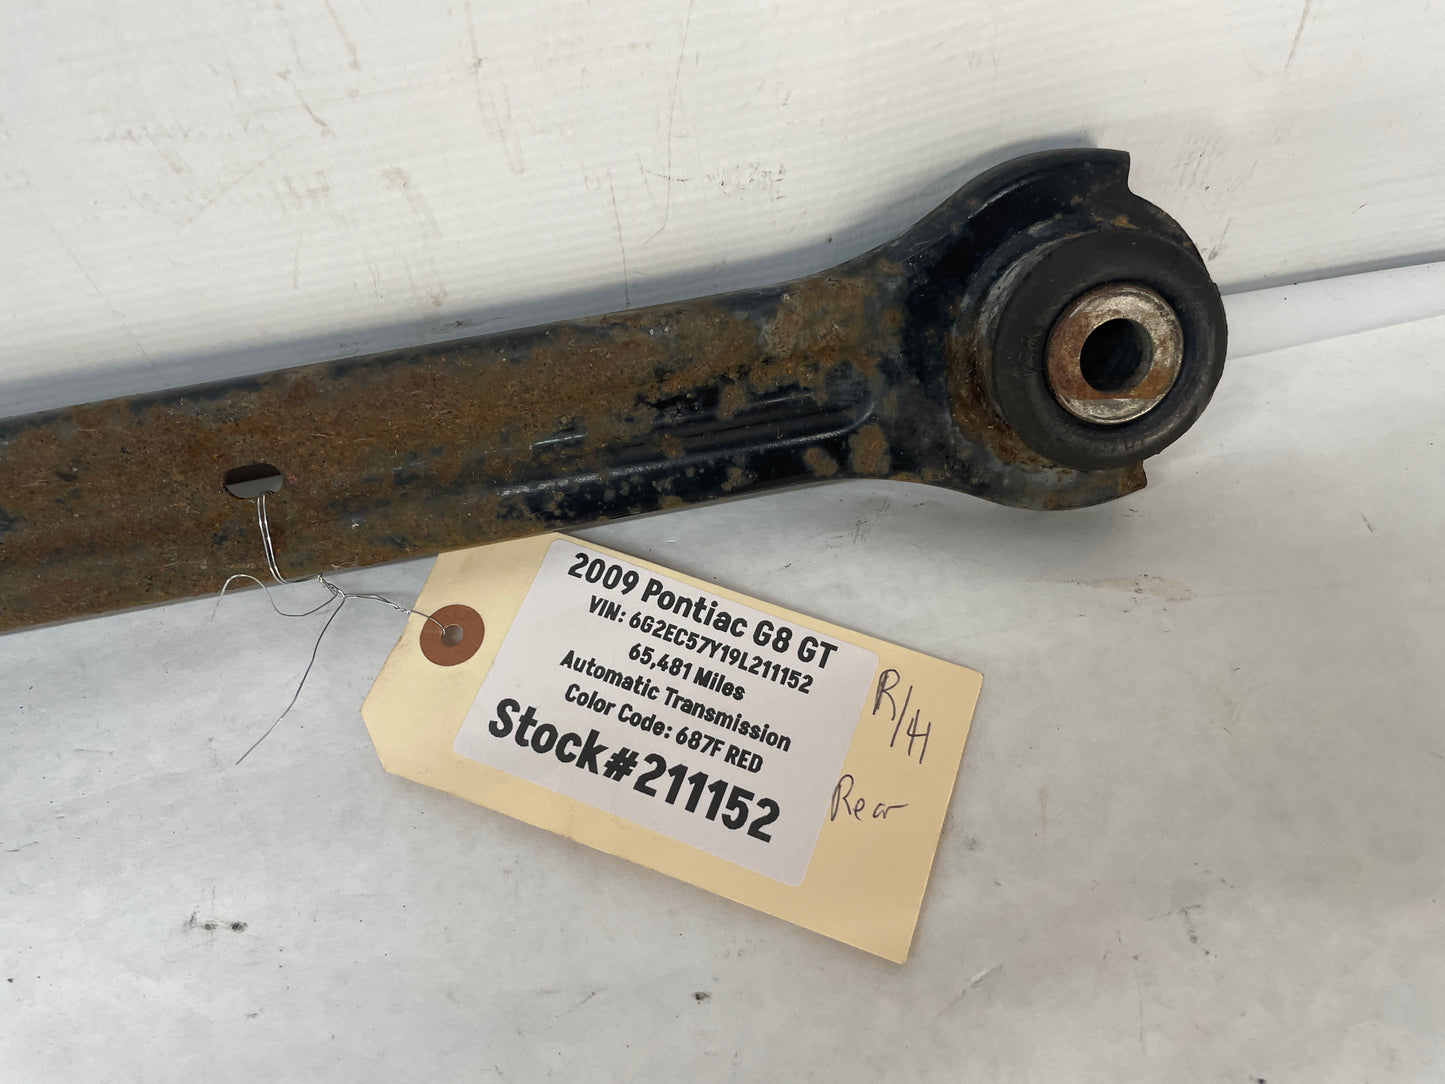 2009 Pontiac G8 GT
VIN: 6G2EC57Y19L211152
65,481 Miles
Automatic Transmission
Color Code: 687F RED
Stock#211152
R/H
Rear